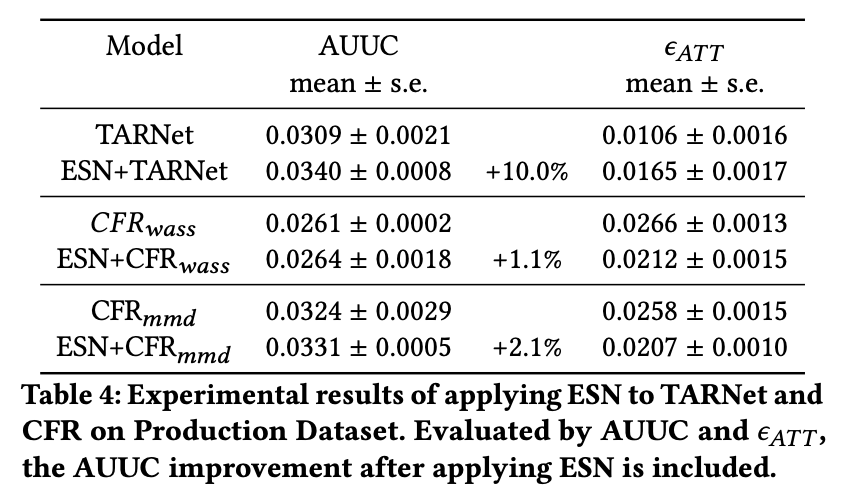 Model AUUC ϵ_ATT
mean ± s.e. mean ± s.e.
TARNet 0.0309 ± 0.0021 0.0106 ± 0.0016
ESN+TARNet 0.0340 ± 0.0008 +10.0% 0.0165 ± 0.0017
CFR_wass 0.0261 ± 0.0002 0.0266 ± 0.0013
ESN+CFR_wass 0.0264 ± 0.0018 +1.1% 0.0212 ± 0.0015
CFR_mmd 0.0324 ± 0.0029 0.0258 ± 0.0015
ESN+CFR_mmd 0.0331 ± 0.0005 +2.1% 0.0207 ± 0.0010
Table 4: Experimental results of applying ESN to TARNet and
CFR on Production Dataset. Evaluated by AUUC and ϵ_ATT,
the AUUC improvement after applying ESN is included.